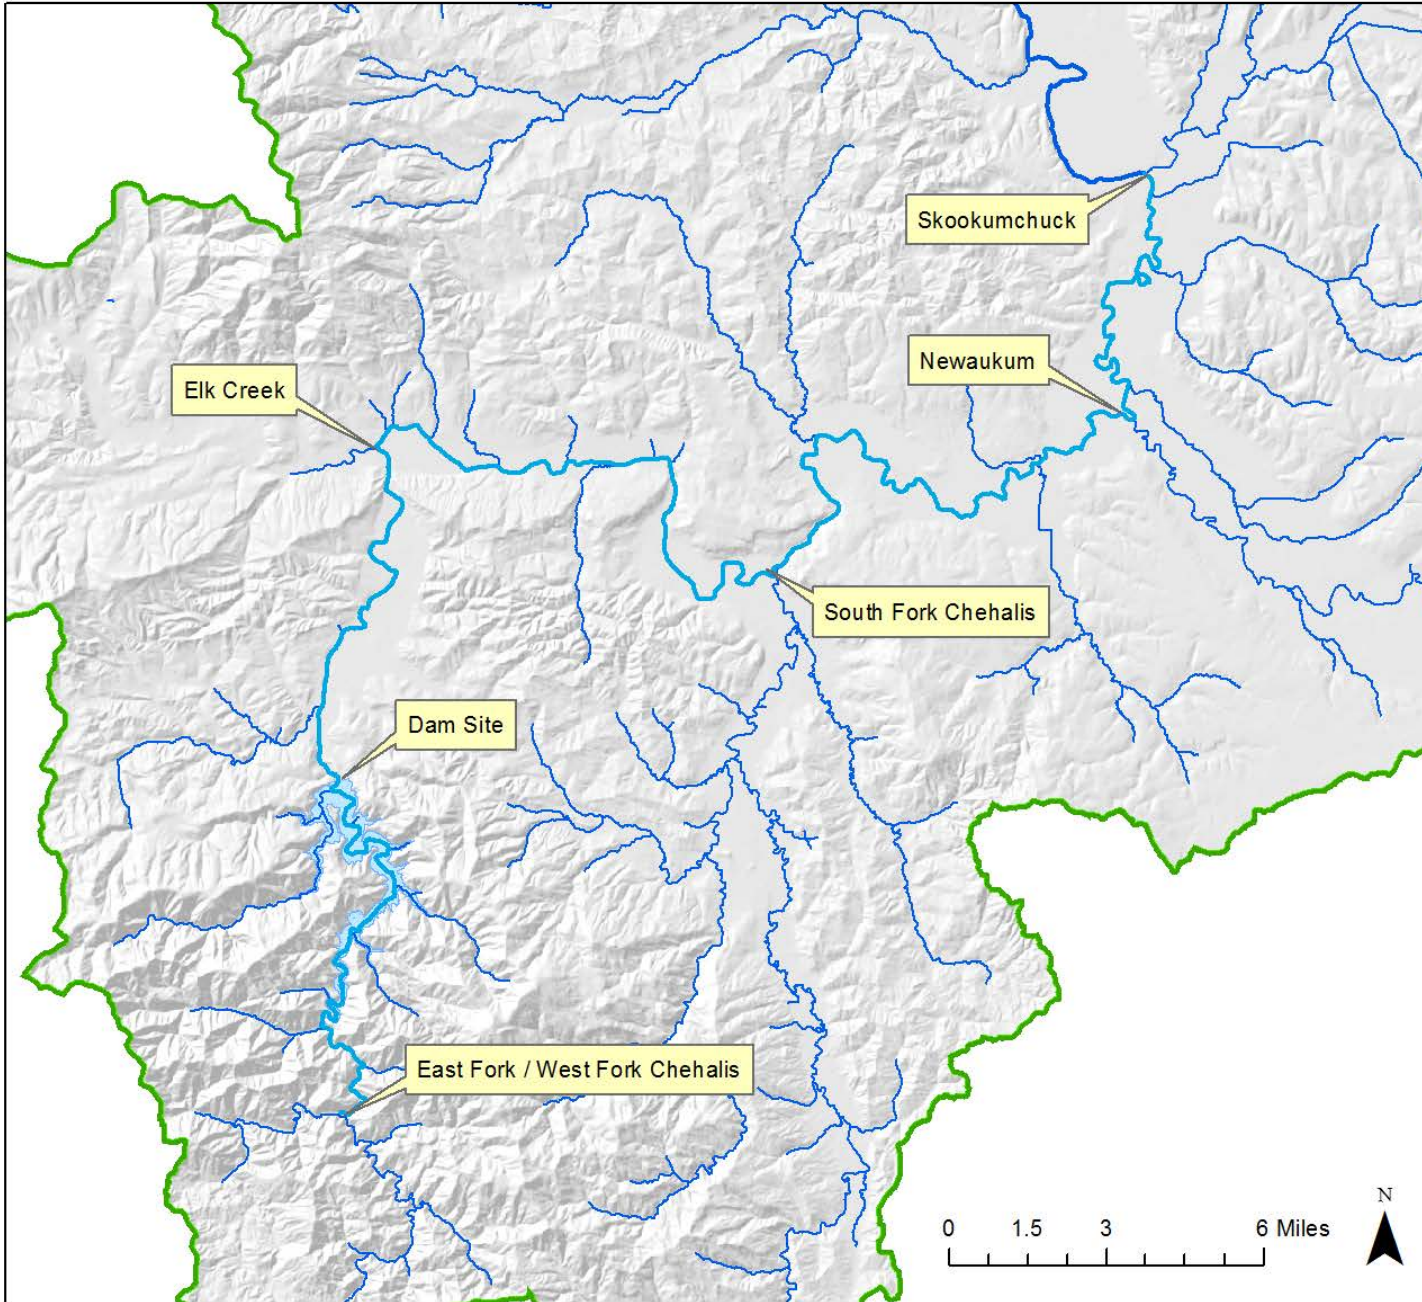 Skookumchuck
Newaukum
Elk Creek
South Fork Chehalis
Dam Site
East Fork / West Fork Chehalis
0 1.5 3 6 Miles
N